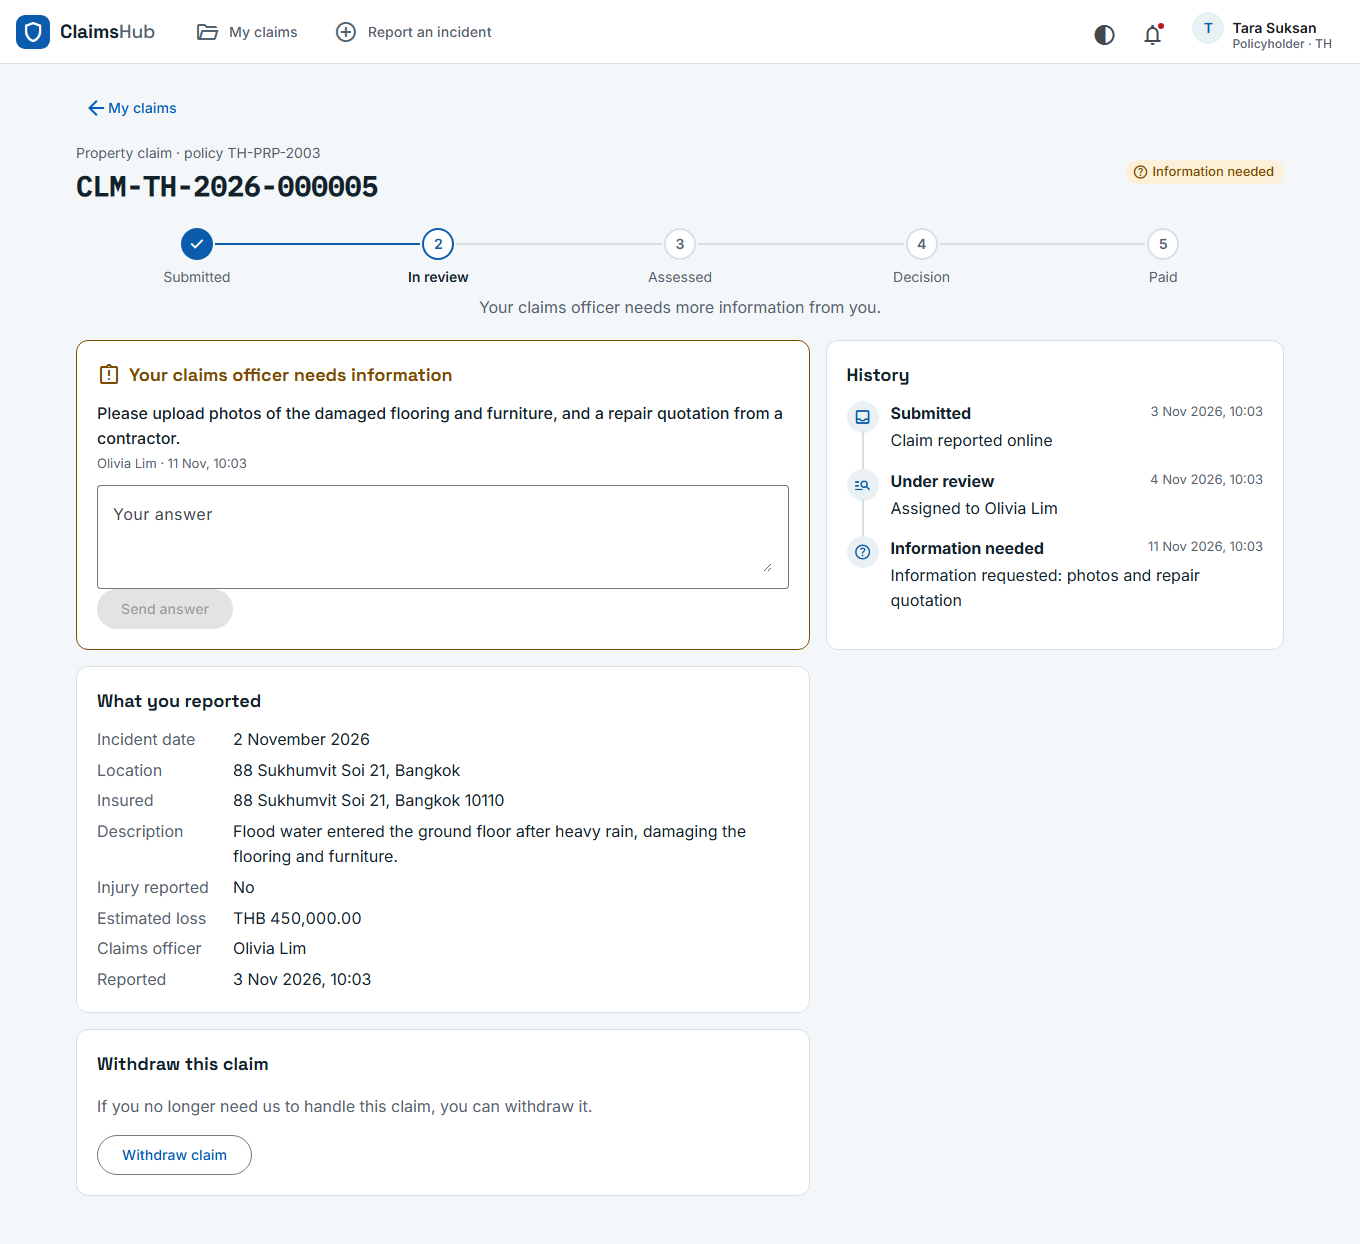 ClaimsHub
My claims
Report an incident
T
Tara Suksan
Policyholder · TH
My claims
Property claim · policy TH-PRP-2003
CLM-TH-2026-000005
Information needed
2
3
4
5
Submitted
In review
Assessed
Decision
Paid
Your claims officer needs more information from you.
Your claims officer needs information
Please upload photos of the damaged flooring and furniture, and a repair quotation from a
contractor.
Olivia Lim · 11 Nov, 10:03
Your answer
Send answer
History
Submitted
3 Nov 2026, 10:03
Claim reported online
Under review
4 Nov 2026, 10:03
Assigned to Olivia Lim
Information needed
11 Nov 2026, 10:03
Information requested: photos and repair
quotation
What you reported
Incident date
2 November 2026
Location
88 Sukhumvit Soi 21, Bangkok
Insured
88 Sukhumvit Soi 21, Bangkok 10110
Description
Flood water entered the ground floor after heavy rain, damaging the
flooring and furniture.
Injury reported
No
Estimated loss
THB 450,000.00
Claims officer
Olivia Lim
Reported
3 Nov 2026, 10:03
Withdraw this claim
If you no longer need us to handle this claim, you can withdraw it.
Withdraw claim